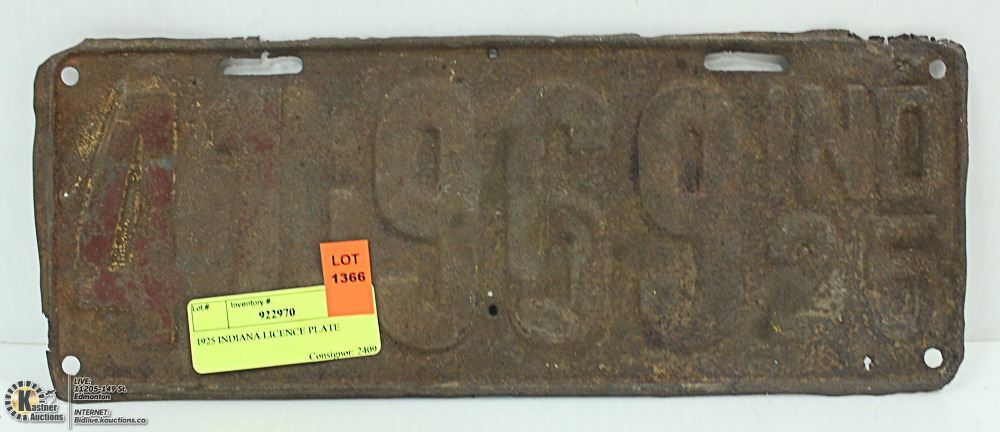 969 IND
LOT
1366
Lot #:
Inventory #
922970
1925 INDIANA LICENCE PLATE
Consignor: 2409
Kastner
Auctions
LIVE:
11205-149 St.
Edmonton
INTERNET:
Bidlive.kauctions.ca